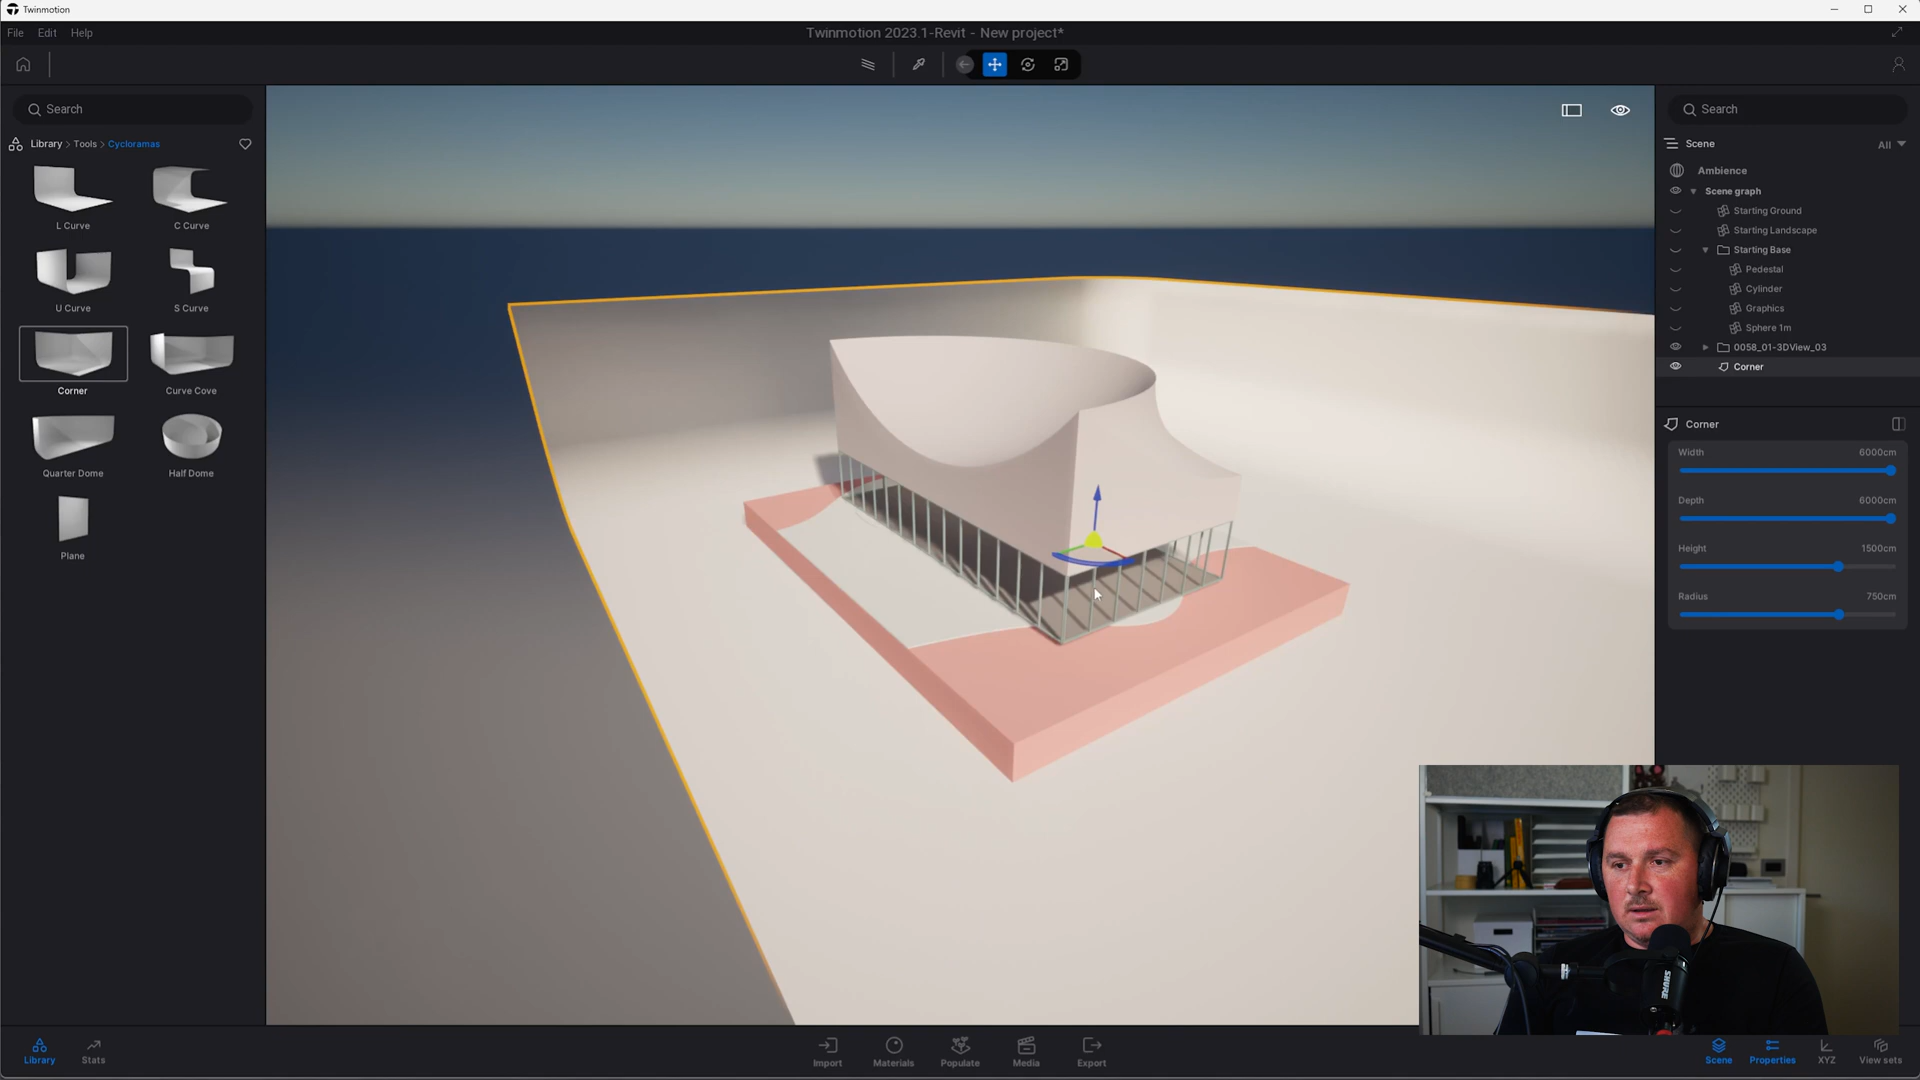 Twinmotion
File Edit Help
Twinmotion 2023.1-Revit - New project*
Search
Library > Tools > Cycloramas
L Curve
C Curve
U Curve
S Curve
Corner
Curve Cove
Quarter Dome
Half Dome
Plane
Search
Scene
All
Ambience
Scene graph
Starting Ground
Starting Landscape
Starting Base
Pedestal
Cylinder
Graphics
Sphere 1m
0058_01-3DView_03
Corner
Corner
Width 6000cm
Depth 6000cm
Height 1500cm
Radius 750cm
SHURE
Library
Stats
Import
Materials
Populate
Media
Export
Scene
Properties
XYZ
View sets